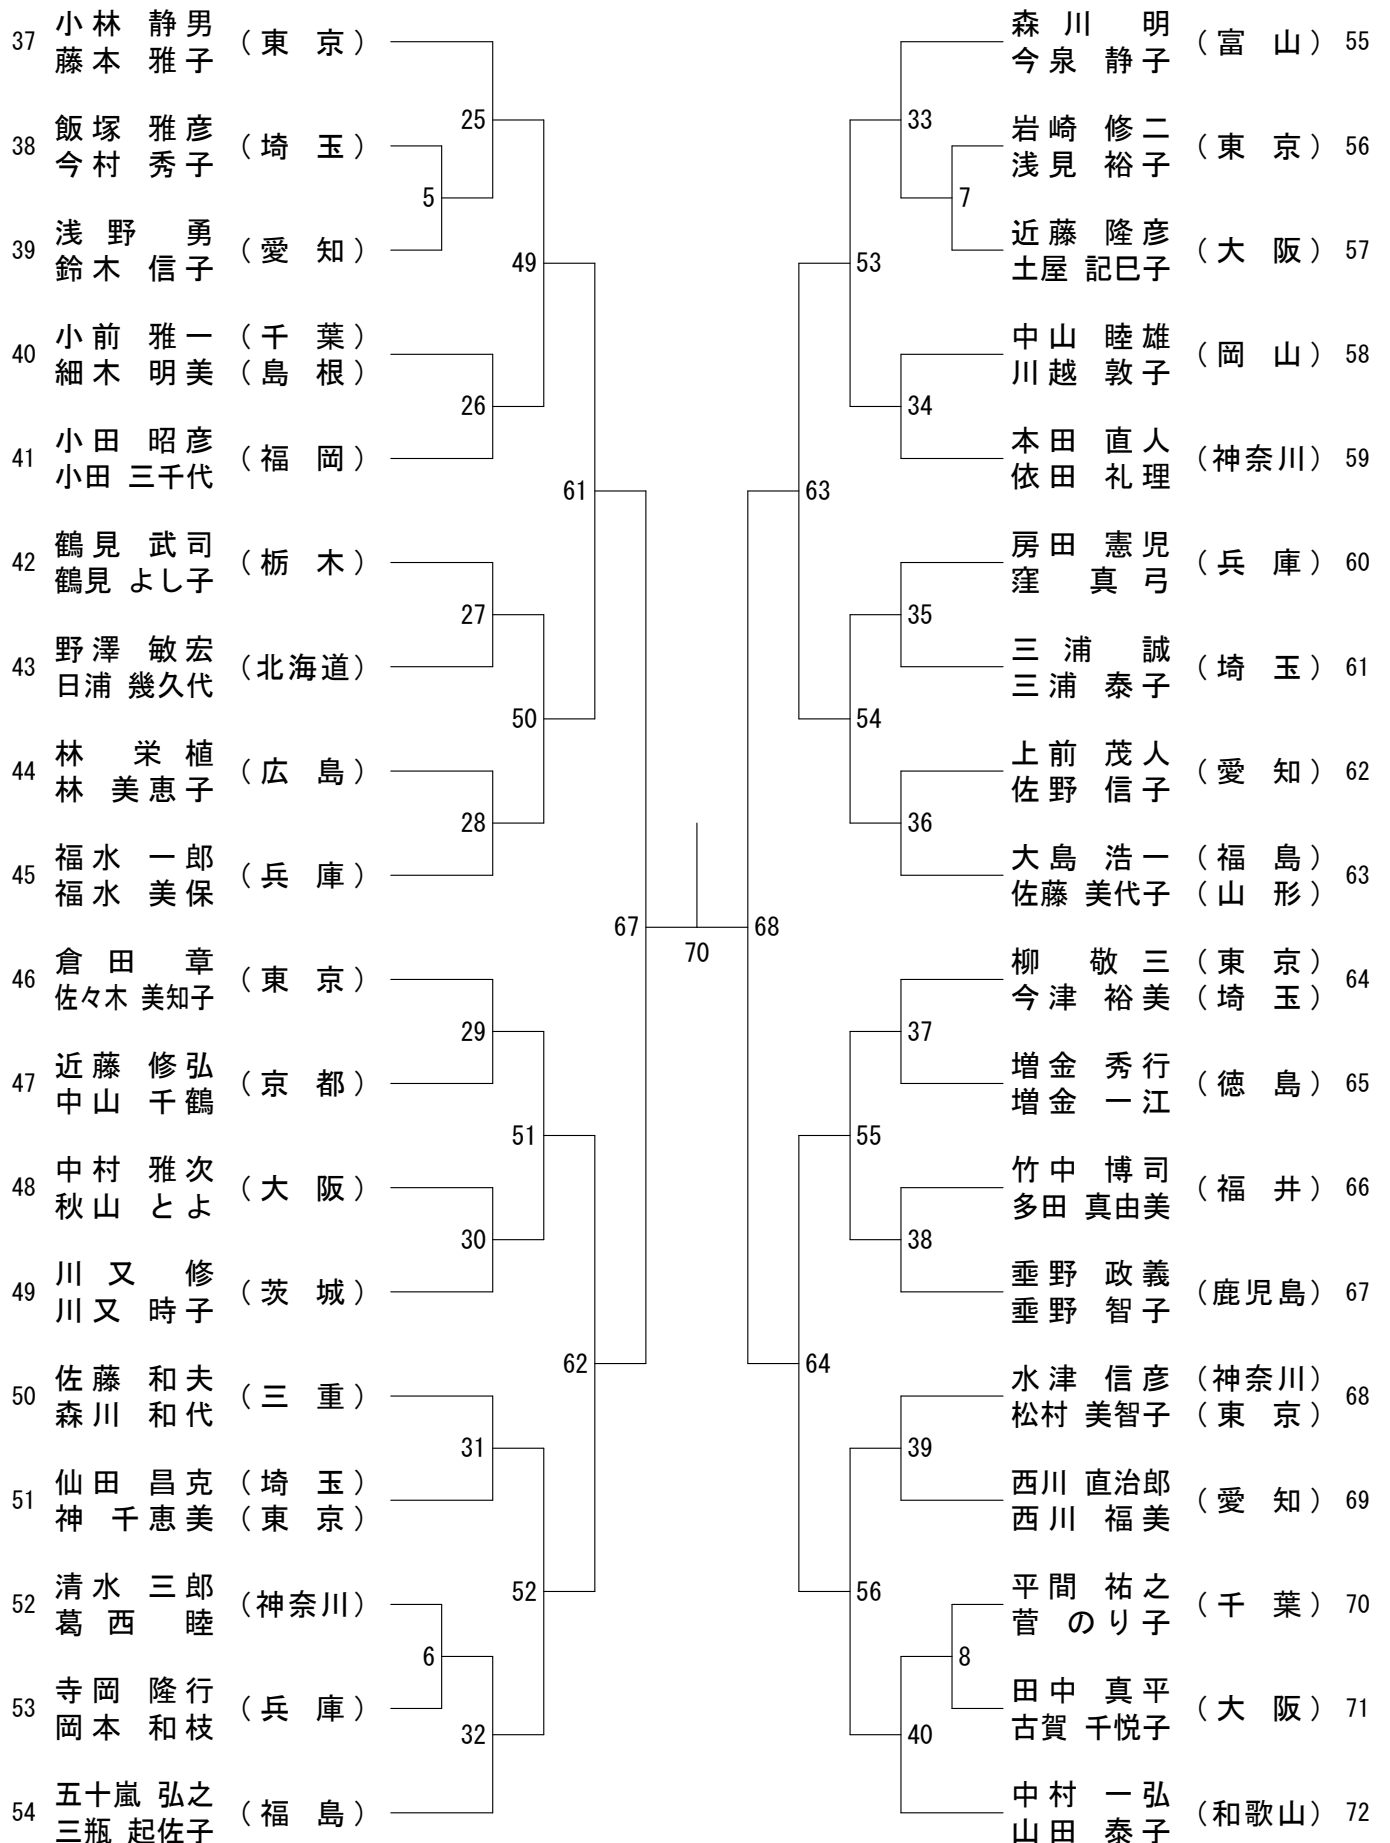 37 小林 静男 (東 京)
藤本 雅子
38 飯塚 雅彦 (埼 玉)
今村 秀子
39 浅野 勇 (愛 知)
鈴木 信子
40 小前 雅一 (千 葉)
細木 明美 (島 根)
41 小田 昭彦 (福 岡)
小田 三千代
42 鶴見 武司 (栃 木)
鶴見 よし子
43 野澤 敏宏 (北海道)
日浦 幾久代
44 林 栄植 (広 島)
林 美恵子
45 福水 一郎 (兵 庫)
福水 美保
46 倉田 章 (東 京)
佐々木 美知子
47 近藤 修弘 (京 都)
中山 千鶴
48 中村 雅次 (大 阪)
秋山 とよ
49 川又 修 (茨 城)
川又 時子
50 佐藤 和夫 (三 重)
森川 和代
51 仙田 昌克 (埼 玉)
神 千恵美 (東 京)
52 清水 三郎 (神奈川)
葛西 睦
53 寺岡 隆行 (兵 庫)
岡本 和枝
54 五十嵐 弘之 (福 島)
三瓶 起佐子
25
5
49
26
61
27
50
28
67
29
51
30
62
31
52
6
32
70
68
33
7
53
34
63
35
54
36
37
55
38
64
39
56
8
40
森川 明 (富 山) 55
今泉 静子
岩崎 修二 (東 京) 56
浅見 裕子
近藤 隆彦 (大 阪) 57
土屋 記巳子
中山 睦雄 (岡 山) 58
川越 敦子
本田 直人 (神奈川) 59
依田 礼理
房田 憲児 (兵 庫) 60
窪 真弓
三浦 誠 (埼 玉) 61
三浦 泰子
上前 茂人 (愛 知) 62
佐野 信子
大島 浩一 (福 島) 63
佐藤 美代子 (山 形)
柳 敬三 (東 京) 64
今津 裕美 (埼 玉)
増金 秀行 (徳 島) 65
増金 一江
竹中 博司 (福 井) 66
多田 真由美
垂野 政義 (鹿児島) 67
垂野 智子
水津 信彦 (神奈川) 68
松村 美智子 (東 京)
西川 直治郎 (愛 知) 69
西川 福美
平間 祐之 (千 葉) 70
菅 のり子
田中 真平 (大 阪) 71
古賀 千悦子
中村 一弘 (和歌山) 72
山田 泰子